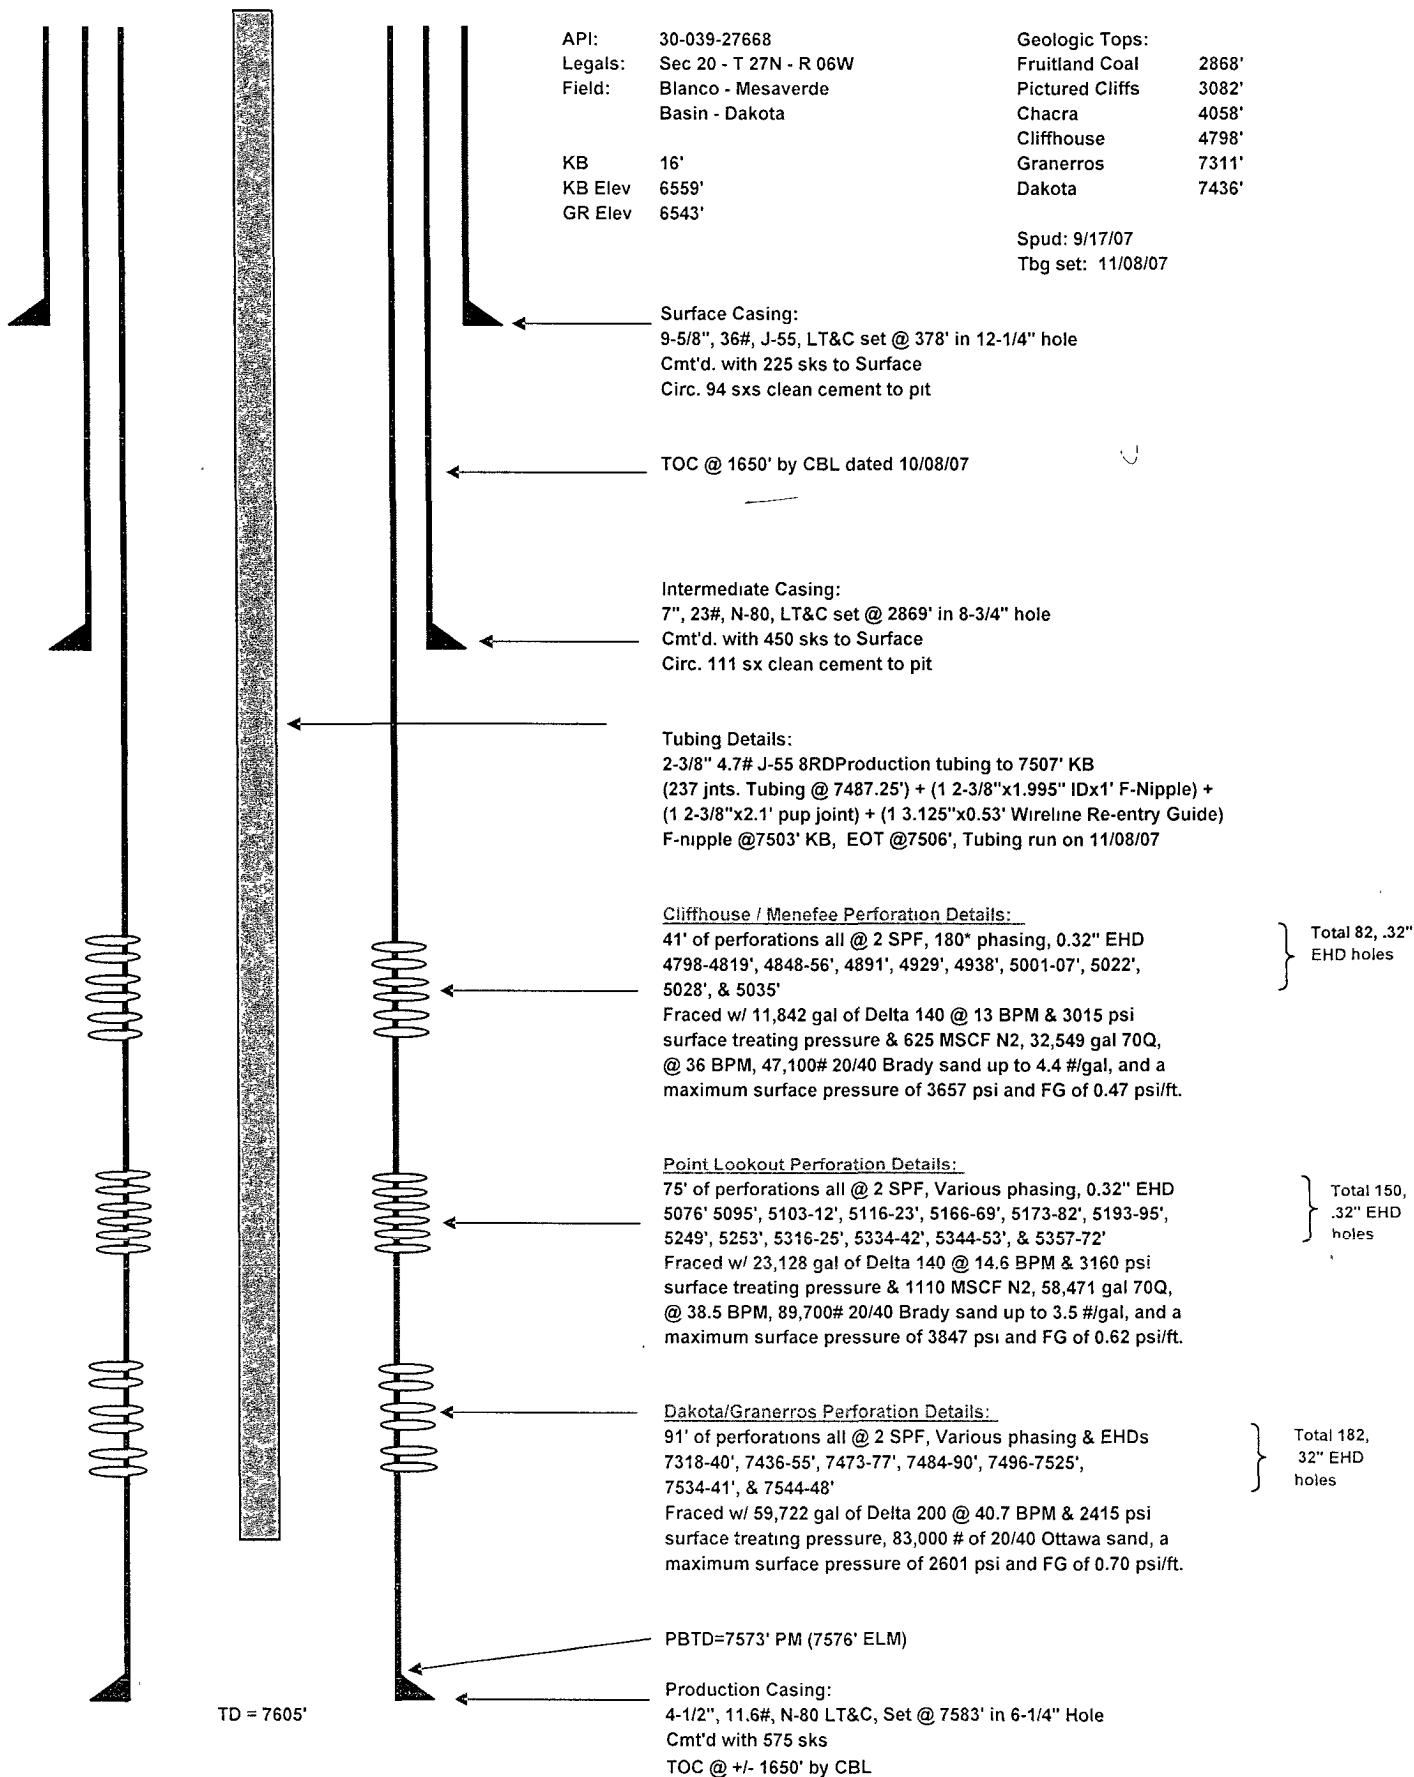 API: 30-039-27668
Legals: Sec 20 - T 27N - R 06W
Field: Blanco - Mesaverde
Basin - Dakota
KB 16'
KB Elev 6559'
GR Elev 6543'
Geologic Tops:
Fruitland Coal 2868'
Pictured Cliffs 3082'
Chacra 4058'
Cliffhouse 4798'
Granerros 7311'
Dakota 7436'
Spud: 9/17/07
Tbg set: 11/08/07
Surface Casing:
9-5/8", 36#, J-55, LT&C set @ 378' in 12-1/4" hole
Cmt'd. with 225 sks to Surface
Circ. 94 sxs clean cement to pit
TOC @ 1650' by CBL dated 10/08/07
Intermediate Casing:
7", 23#, N-80, LT&C set @ 2869' in 8-3/4" hole
Cmt'd. with 450 sks to Surface
Circ. 111 sx clean cement to pit
Tubing Details:
2-3/8" 4.7# J-55 8RDProduction tubing to 7507' KB
(237 jnts. Tubing @ 7487.25') + (1 2-3/8"x1.995" IDx1' F-Nipple) +
(1 2-3/8"x2.1' pup joint) + (1 3.125"x0.53' Wireline Re-entry Guide)
F-nipple @7503' KB, EOT @7506', Tubing run on 11/08/07
Cliffhouse / Menefee Perforation Details:
41' of perforations all @ 2 SPF, 180* phasing, 0.32" EHD
4798-4819', 4848-56', 4891', 4929', 4938', 5001-07', 5022',
5028', & 5035'
Fraced w/ 11,842 gal of Delta 140 @ 13 BPM & 3015 psi
surface treating pressure & 625 MSCF N2, 32,549 gal 70Q,
@ 36 BPM, 47,100# 20/40 Brady sand up to 4.4 #/gal, and a
maximum surface pressure of 3657 psi and FG of 0.47 psi/ft.
Total 82, .32"
EHD holes
Point Lookout Perforation Details:
75' of perforations all @ 2 SPF, Various phasing, 0.32" EHD
5076' 5095', 5103-12', 5116-23', 5166-69', 5173-82', 5193-95',
5249', 5253', 5316-25', 5334-42', 5344-53', & 5357-72'
Fraced w/ 23,128 gal of Delta 140 @ 14.6 BPM & 3160 psi
surface treating pressure & 1110 MSCF N2, 58,471 gal 70Q,
@ 38.5 BPM, 89,700# 20/40 Brady sand up to 3.5 #/gal, and a
maximum surface pressure of 3847 psi and FG of 0.62 psi/ft.
Total 150,
.32" EHD
holes
Dakota/Granerros Perforation Details:
91' of perforations all @ 2 SPF, Various phasing & EHDs
7318-40', 7436-55', 7473-77', 7484-90', 7496-7525',
7534-41', & 7544-48'
Fraced w/ 59,722 gal of Delta 200 @ 40.7 BPM & 2415 psi
surface treating pressure, 83,000 # of 20/40 Ottawa sand, a
maximum surface pressure of 2601 psi and FG of 0.70 psi/ft.
Total 182,
32" EHD
holes
PBTD=7573' PM (7576' ELM)
Production Casing:
4-1/2", 11.6#, N-80 LT&C, Set @ 7583' in 6-1/4" Hole
Cmt'd with 575 sks
TOC @ +/- 1650' by CBL
TD = 7605'